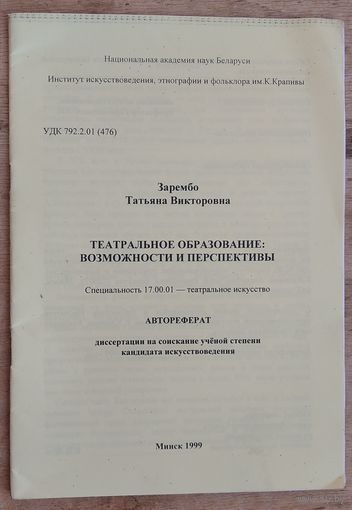 Национальная академия наук Беларуси
Институт искусствоведения, этнографии и фольклора им.К.Крапивы
УДК 792.2.01 (476)
Зарембо
Татьяна Викторовна
ТЕАТРАЛЬНОЕ ОБРАЗОВАНИЕ:
ВОЗМОЖНОСТИ И ПЕРСПЕКТИВЫ
Специальность 17.00.01 — театральное искусство
АВТОРЕФЕРАТ
диссертации на соискание учёной степени
кандидата искусствоведения
Минск 1999